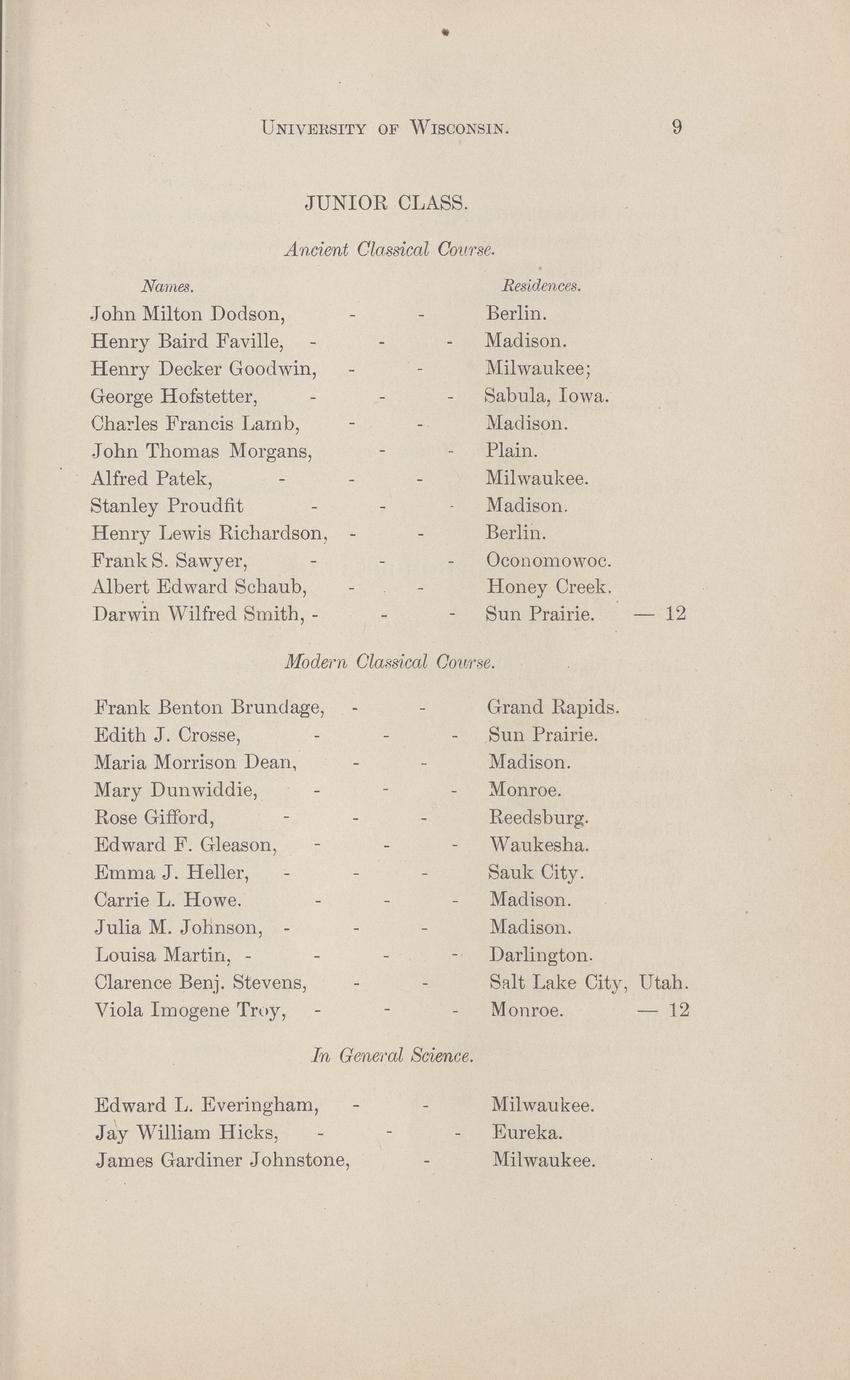 University of Wisconsin. 9
JUNIOR CLASS.
Ancient Classical Course.
Names. Residences.
John Milton Dodson, - - Berlin.
Henry Baird Faville, - - - Madison.
Henry Decker Goodwin, - - Milwaukee;
George Hofstetter, - - - Sabula, Iowa.
Charles Francis Lamb, - - Madison.
John Thomas Morgans, - - Plain.
Alfred Patek, - - - Milwaukee.
Stanley Proudfit - - - Madison.
Henry Lewis Richardson, - - Berlin.
Frank S. Sawyer, - - - Oconomowoc.
Albert Edward Schaub, - - Honey Creek.
Darwin Wilfred Smith, - - - Sun Prairie. — 12
Modern Classical Course.
Frank Benton Brundage, - - Grand Rapids.
Edith J. Crosse, - - - Sun Prairie.
Maria Morrison Dean, - - Madison.
Mary Dunwiddie, - - - Monroe.
Rose Gifford, - - - Reedsburg.
Edward F. Gleason, - - - Waukesha.
Emma J. Heller, - - - Sauk City.
Carrie L. Howe. - - - Madison.
Julia M. Johnson, - - - Madison.
Louisa Martin, - - - - Darlington.
Clarence Benj. Stevens, - - Salt Lake City, Utah.
Viola Imogene Troy, - - - Monroe. — 12
In General Science.
Edward L. Everingham, - - Milwaukee.
Jay William Hicks, - - - Eureka.
James Gardiner Johnstone, - Milwaukee.